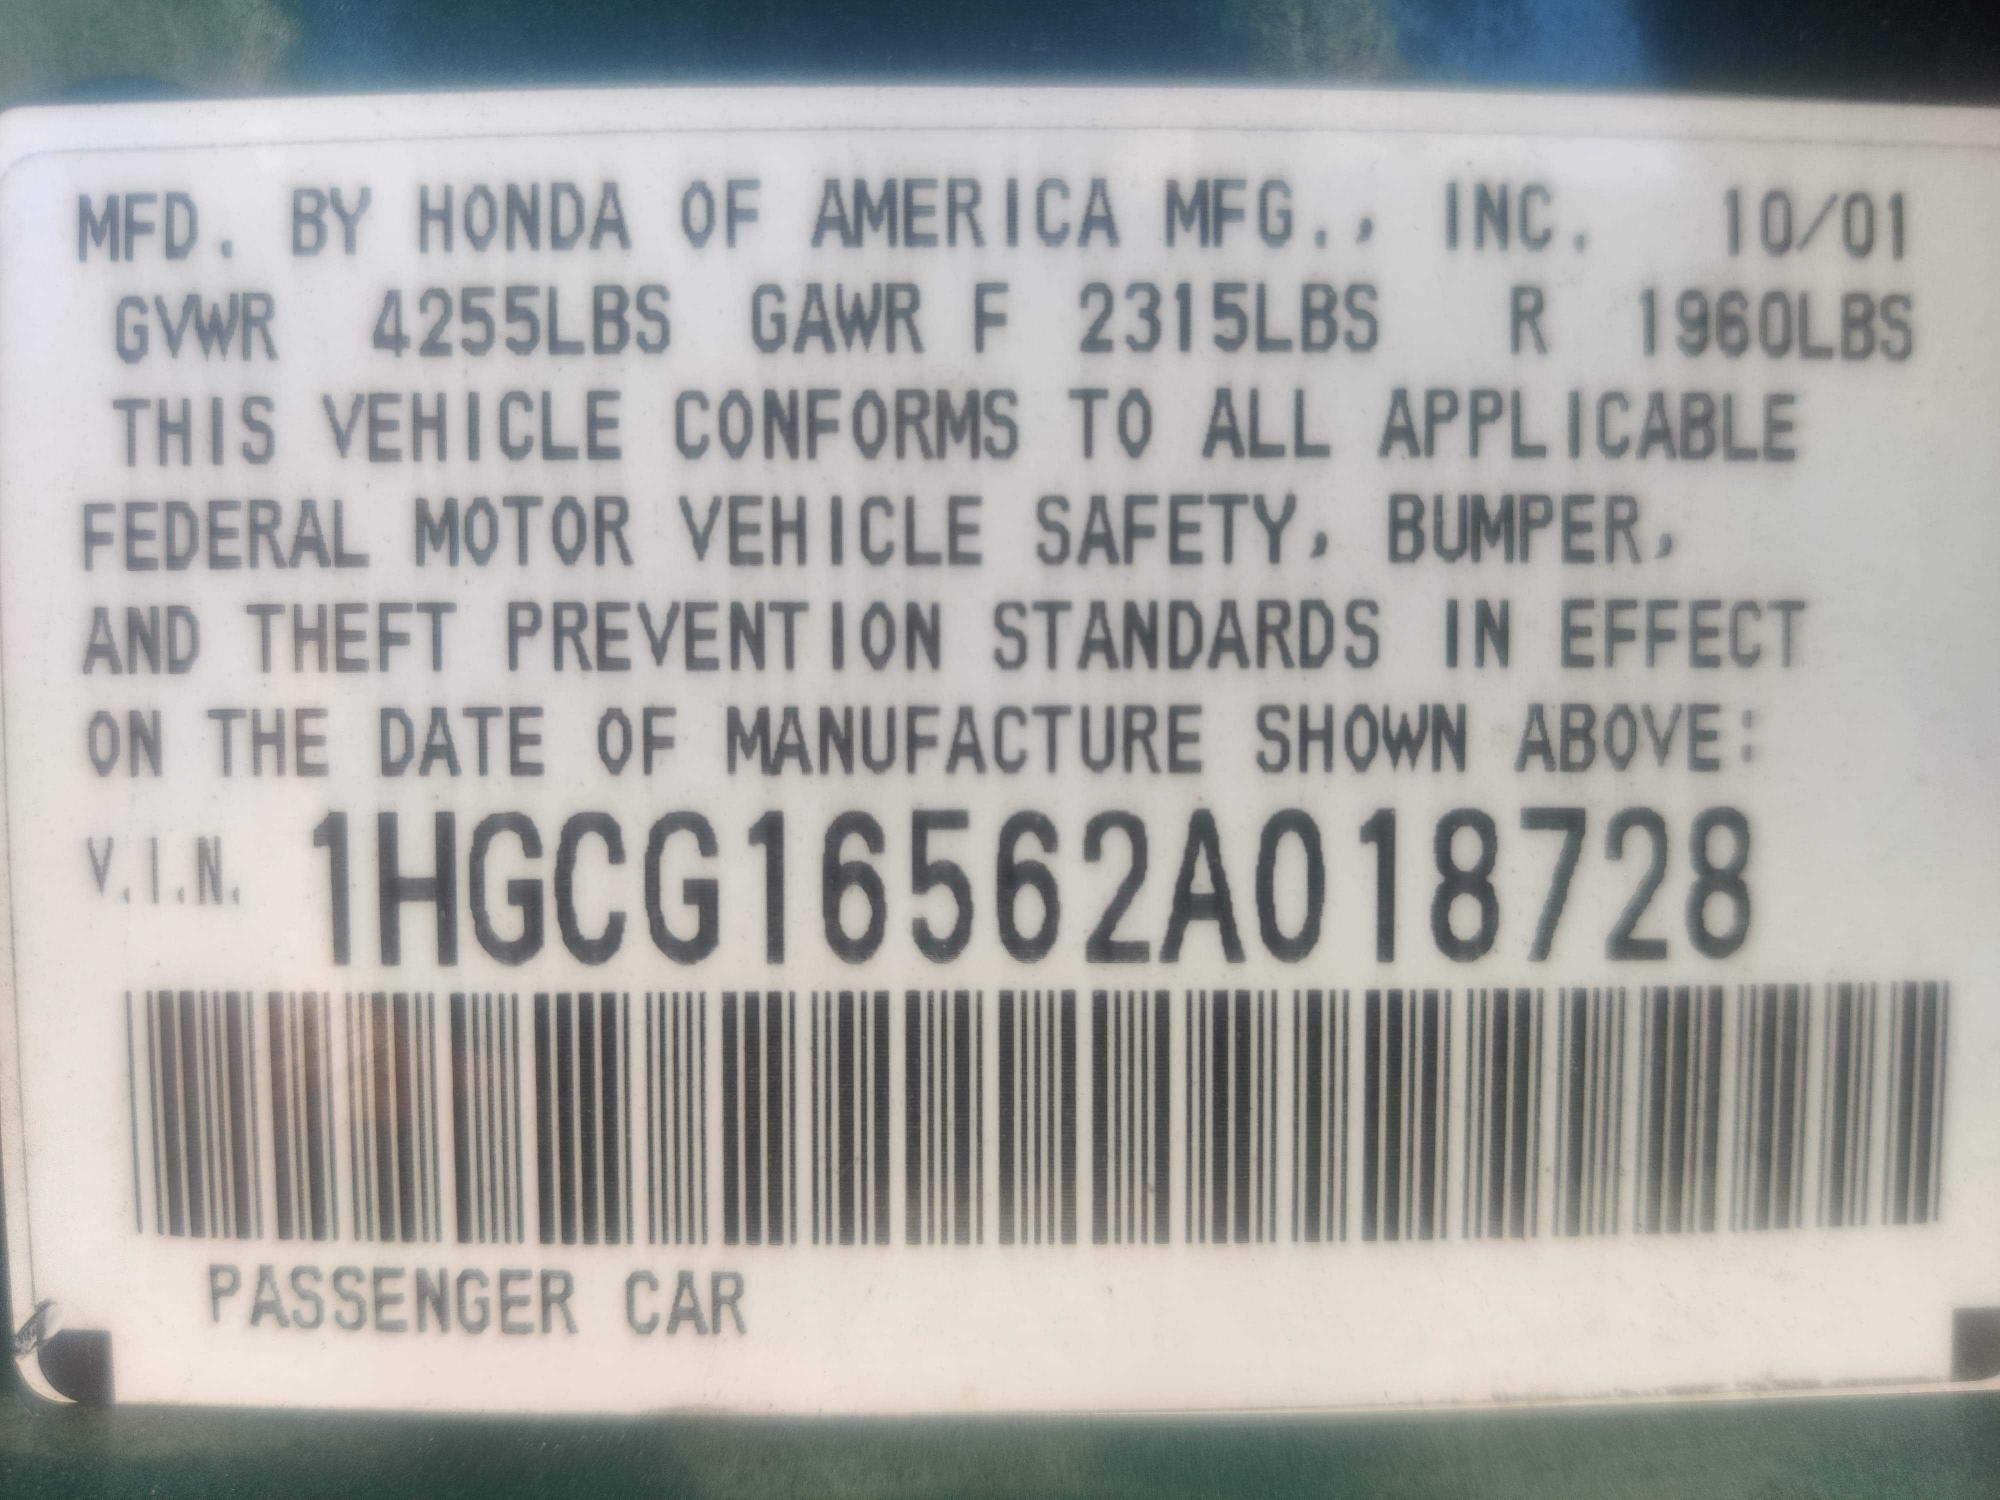 MFD. BY HONDA OF AMERICA MFG., INC. 10/01
GVWR 4255LBS GAWR F 2315LBS R 1960LBS
THIS VEHICLE CONFORMS TO ALL APPLICABLE
FEDERAL MOTOR VEHICLE SAFETY, BUMPER,
AND THEFT PREVENTION STANDARDS IN EFFECT
ON THE DATE OF MANUFACTURE SHOWN ABOVE:
V.I.N. 1HGCG16562A018728
PASSENGER CAR